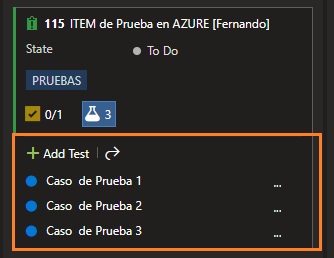 115 ITEM de Prueba en AZURE [Fernando]
State To Do
PRUEBAS
0/1 3
Add Test
Caso de Prueba 1 ...
Caso de Prueba 2 ...
Caso de Prueba 3 ...